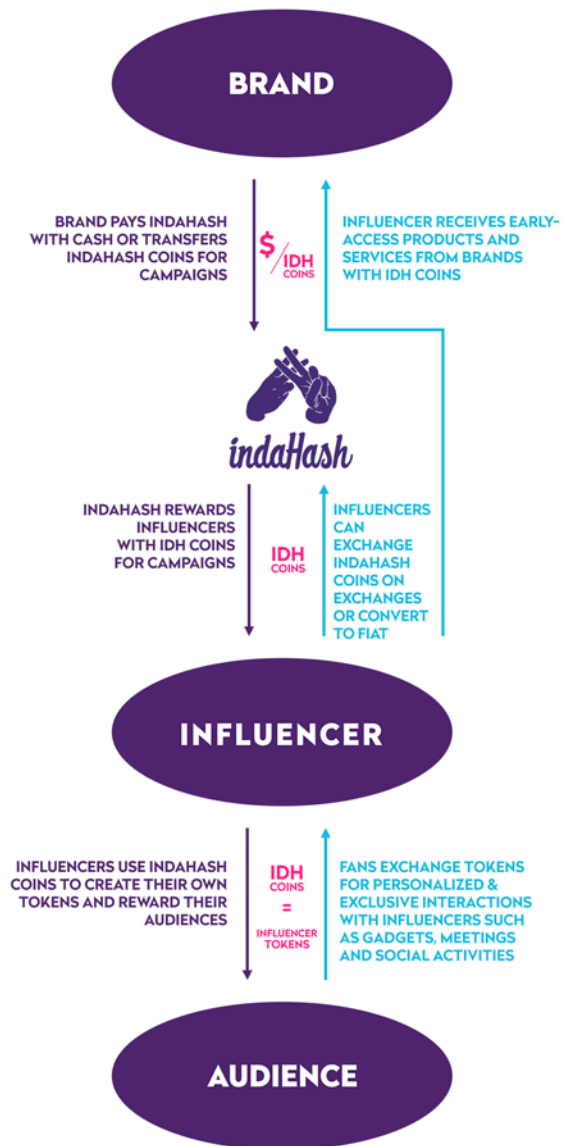 BRAND
BRAND PAYS INDAHASH
WITH CASH OR TRANSFERS
INDAHASH COINS FOR
CAMPAIGNS
$/IDH
COINS
INFLUENCER RECEIVES EARLY-
ACCESS PRODUCTS AND
SERVICES FROM BRANDS
WITH IDH COINS
indaHash
INDAHASH REWARDS
INFLUENCERS
WITH IDH COINS
FOR CAMPAIGNS
IDH
COINS
INFLUENCERS
CAN
EXCHANGE
INDAHASH
COINS ON
EXCHANGES
OR CONVERT
TO FIAT
INFLUENCER
INFLUENCERS USE INDAHASH
COINS TO CREATE THEIR OWN
TOKENS AND REWARD THEIR
AUDIENCES
IDH
COINS
=
INFLUENCER
TOKENS
FANS EXCHANGE TOKENS
FOR PERSONALIZED &
EXCLUSIVE INTERACTIONS
WITH INFLUENCERS SUCH
AS GADGETS, MEETINGS
AND SOCIAL ACTIVITIES
AUDIENCE